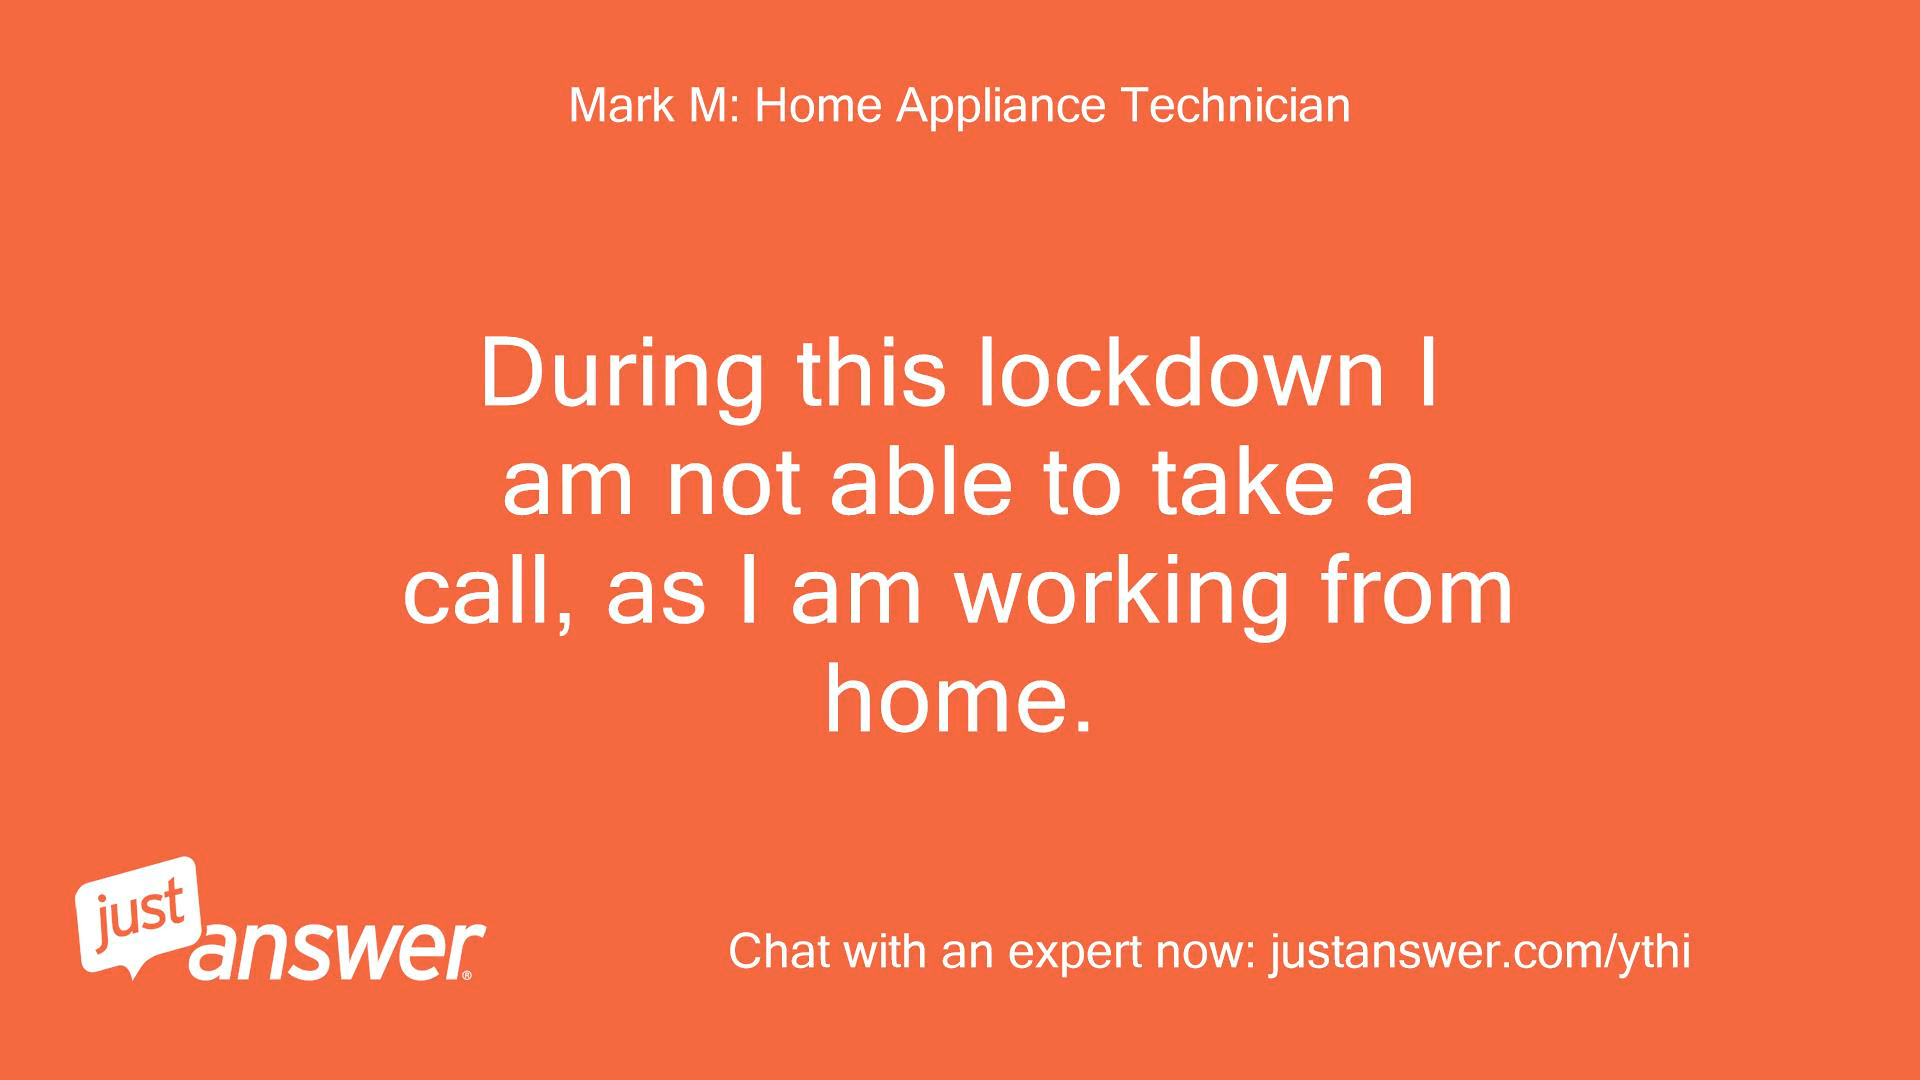 Mark M: Home Appliance Technician
During this lockdown I
am not able to take a
call, as I am working from
home.
just
answer®
Chat with an expert now: justanswer.com/ythi